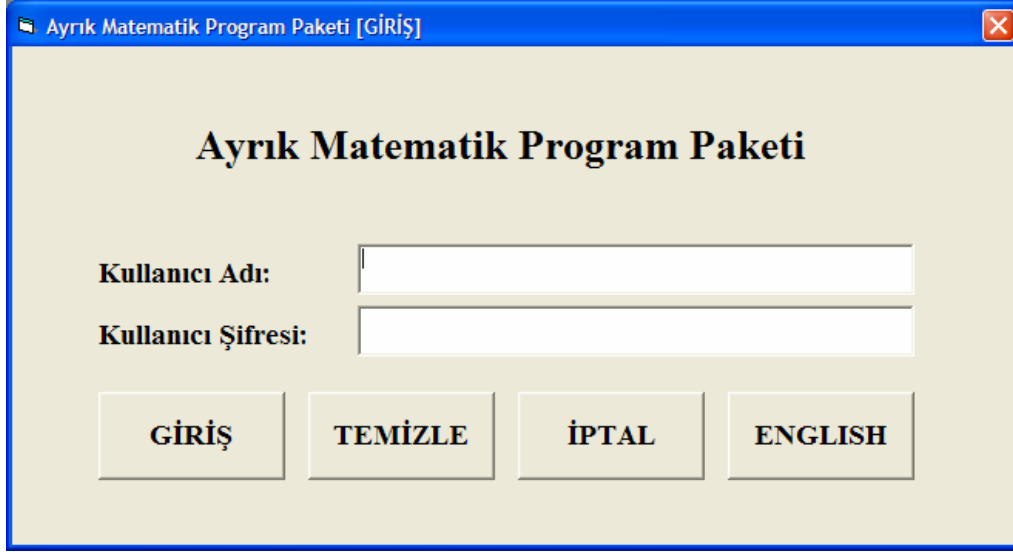 Ayrık Matematik Program Paketi [GİRİŞ]
Ayrık Matematik Program Paketi
Kullanıcı Adı:
Kullanıcı Şifresi:
GİRİŞ TEMİZLE İPTAL ENGLISH